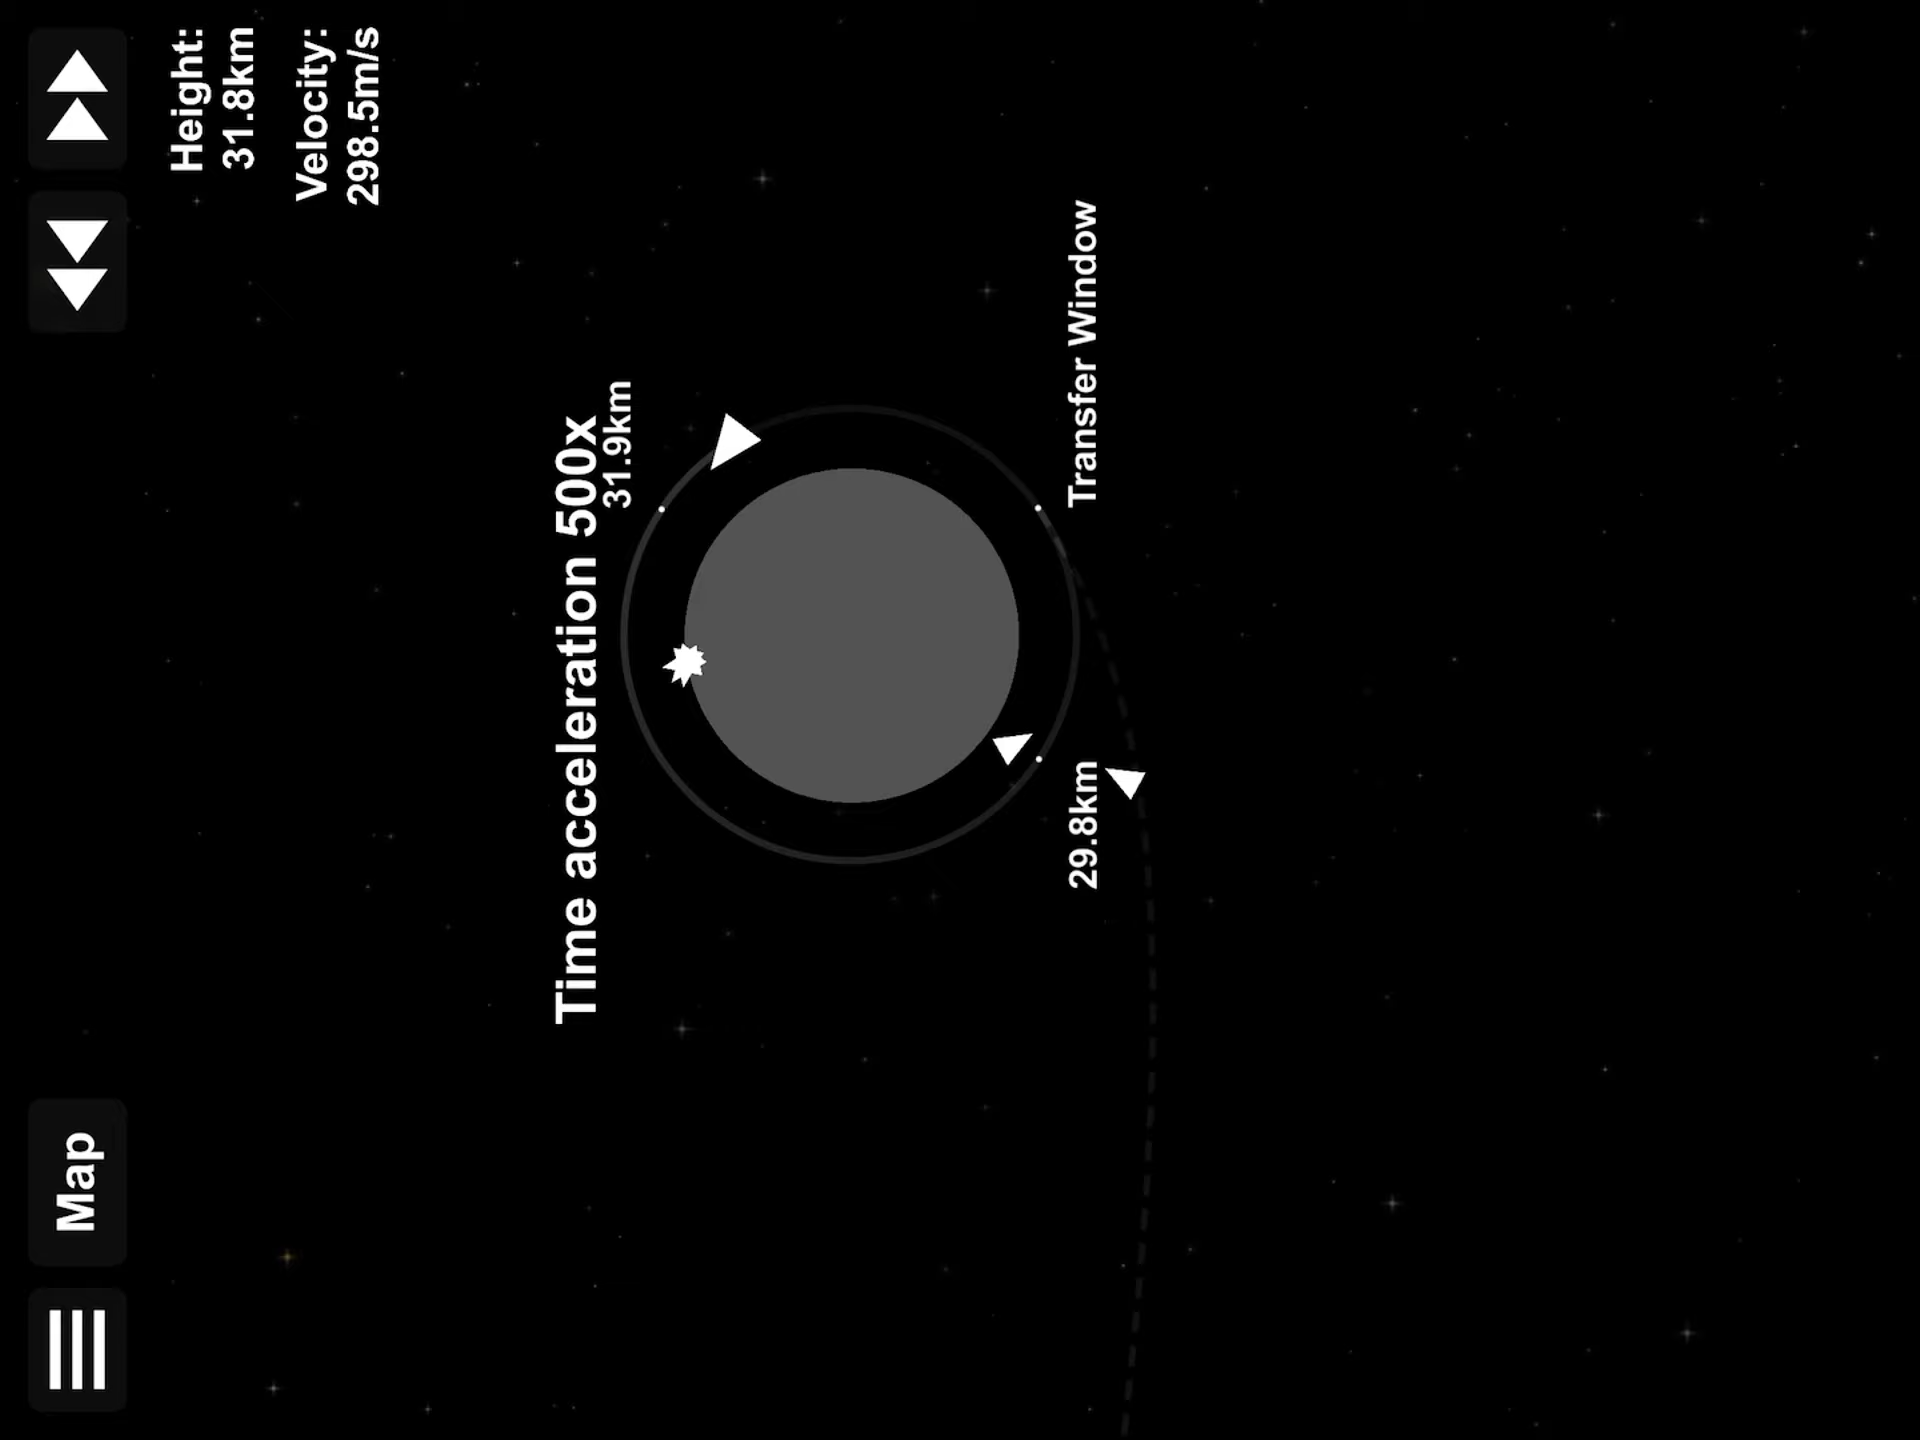 Map
Height:
31.8km
Velocity:
298.5m/s
Time acceleration 500x
31.9km
29.8km
Transfer Window